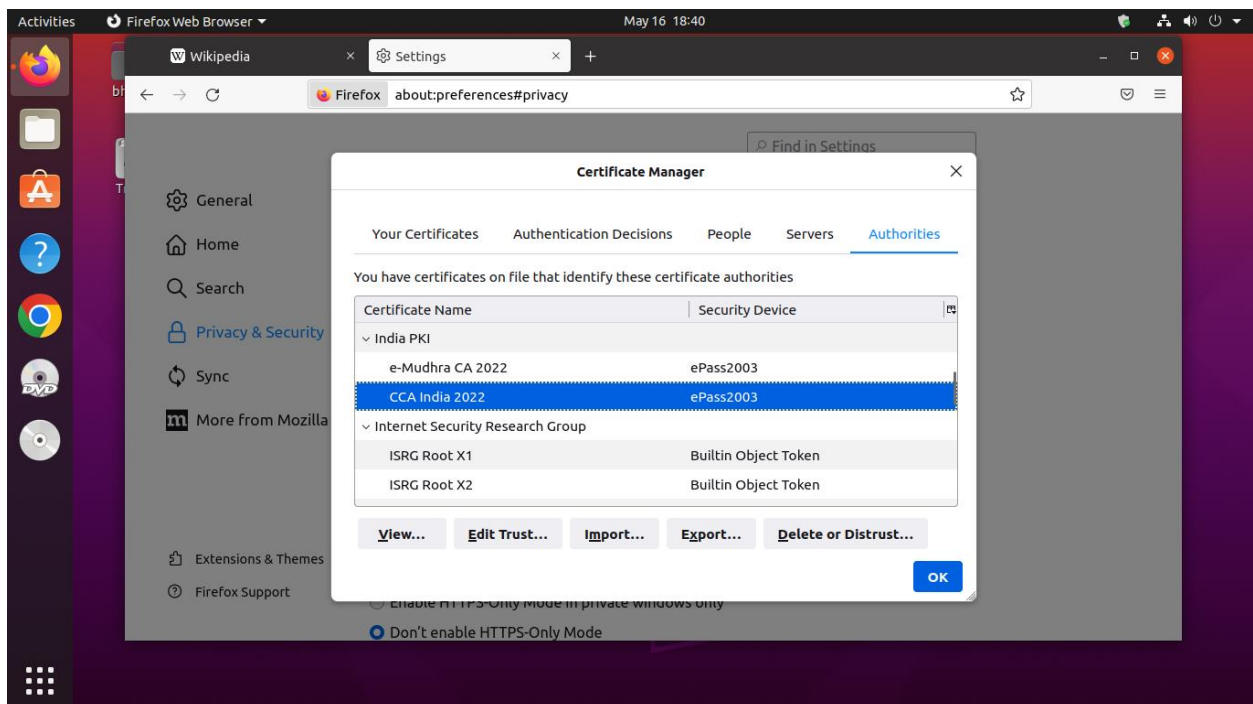 Activities Firefox Web Browser May 16 18:40
Wikipedia Settings
Firefox about:preferences#privacy
Find in Settings
Certificate Manager
General
Home
Search
Privacy & Security
Sync
More from Mozilla
Extensions & Themes
Firefox Support
Your Certificates Authentication Decisions People Servers Authorities
You have certificates on file that identify these certificate authorities
Certificate Name Security Device
India PKI
e-Mudhra CA 2022 ePass2003
CCA India 2022 ePass2003
Internet Security Research Group
ISRG Root X1 Builtin Object Token
ISRG Root X2 Builtin Object Token
View... Edit Trust... Import... Export... Delete or Distrust...
OK
Enable HTTPS-Only Mode in private windows only
Don't enable HTTPS-Only Mode
DVD